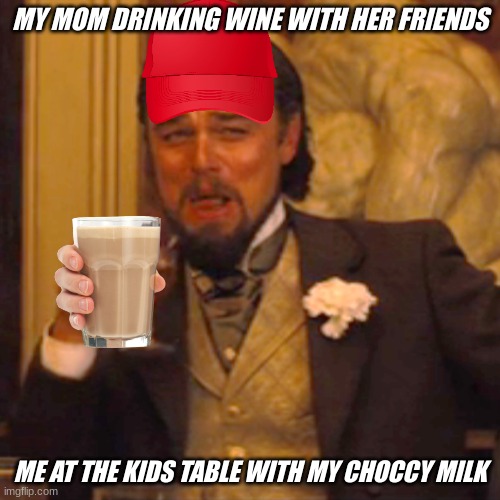 MY MOM DRINKING WINE WITH HER FRIENDS
ME AT THE KIDS TABLE WITH MY CHOCCY MILK
imgflip.com